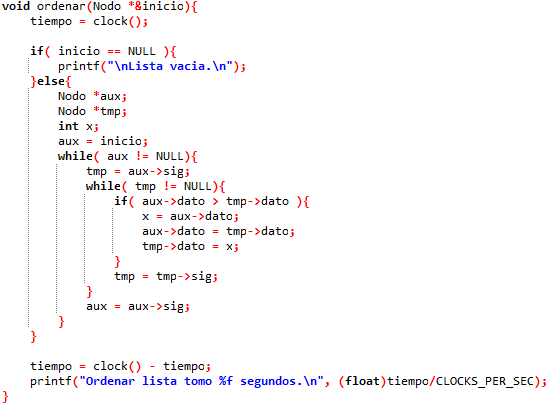 void ordenar(Nodo *&inicio){
    tiempo = clock();

    if( inicio == NULL ){
        printf("\nLista vacia.\n");
    }else{
        Nodo *aux;
        Nodo *tmp;
        int x;
        aux = inicio;
        while( aux != NULL){
            tmp = aux->sig;
            while( tmp != NULL){
                if( aux->dato > tmp->dato ){
                    x = aux->dato;
                    aux->dato = tmp->dato;
                    tmp->dato = x;
                }
                tmp = tmp->sig;
            }
            aux = aux->sig;
        }
    }

    tiempo = clock() - tiempo;
    printf("Ordenar lista tomo %f segundos.\n", (float)tiempo/CLOCKS_PER_SEC);
}